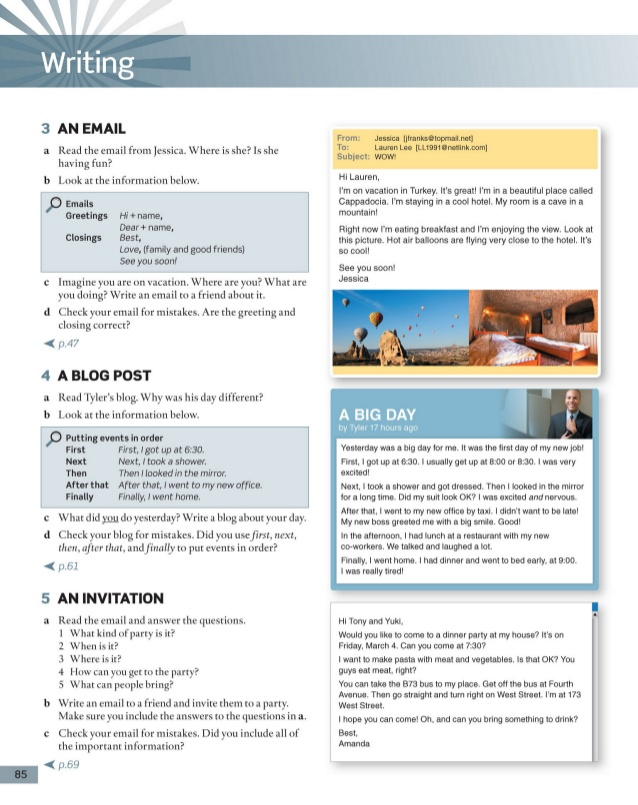 Writing
3 AN EMAIL
a Read the email from Jessica. Where is she? Is she
having fun?
b Look at the information below.
Emails
Greetings Hi + name,
Dear + name,
Closings Best,
Love, (family and good friends)
See you soon!
c Imagine you are on vacation. Where are you? What are
you doing? Write an email to a friend about it.
d Check your email for mistakes. Are the greeting and
closing correct?
p.47
From: Jessica [jfranks@topmail.net]
To: Lauren Lee [LL1991@netlink.com]
Subject: WOW!
Hi Lauren,
I'm on vacation in Turkey. It's great! I'm in a beautiful place called
Cappadocia. I'm staying in a cool hotel. My room is a cave in a
mountain!
Right now I'm eating breakfast and I'm enjoying the view. Look at
this picture. Hot air balloons are flying very close to the hotel. It's
so cool!
See you soon!
Jessica
4 A BLOG POST
a Read Tyler's blog. Why was his day different?
b Look at the information below.
Putting events in order
First First, I got up at 6:30.
Next Next, I took a shower.
Then Then I looked in the mirror.
After that After that, I went to my new office.
Finally Finally, I went home.
c What did you do yesterday? Write a blog about your day.
d Check your blog for mistakes. Did you use first, next,
then, after that, and finally to put events in order?
p.61
A BIG DAY
by Tyler 17 hours ago
Yesterday was a big day for me. It was the first day of my new job!
First, I got up at 6:30. I usually get up at 8:00 or 8:30. I was very
excited!
Next, I took a shower and got dressed. Then I looked in the mirror
for a long time. Did my suit look OK? I was excited and nervous.
After that, I went to my new office by taxi. I didn't want to be late!
My new boss greeted me with a big smile. Good!
In the afternoon, I had lunch at a restaurant with my new
co-workers. We talked and laughed a lot.
Finally, I went home. I had dinner and went to bed early, at 9:00.
I was really tired!
5 AN INVITATION
a Read the email and answer the questions.
1 What kind of party is it?
2 When is it?
3 Where is it?
4 How can you get to the party?
5 What can people bring?
b Write an email to a friend and invite them to a party.
Make sure you include the answers to the questions in a.
c Check your email for mistakes. Did you include all of
the important information?
p.69
Hi Tony and Yuki,
Would you like to come to a dinner party at my house? It's on
Friday, March 4. Can you come at 7:30?
I want to make pasta with meat and vegetables. Is that OK? You
guys eat meat, right?
You can take the B73 bus to my place. Get off the bus at Fourth
Avenue. Then go straight and turn right on West Street. I'm at 173
West Street.
I hope you can come! Oh, and can you bring something to drink?
Best,
Amanda
85